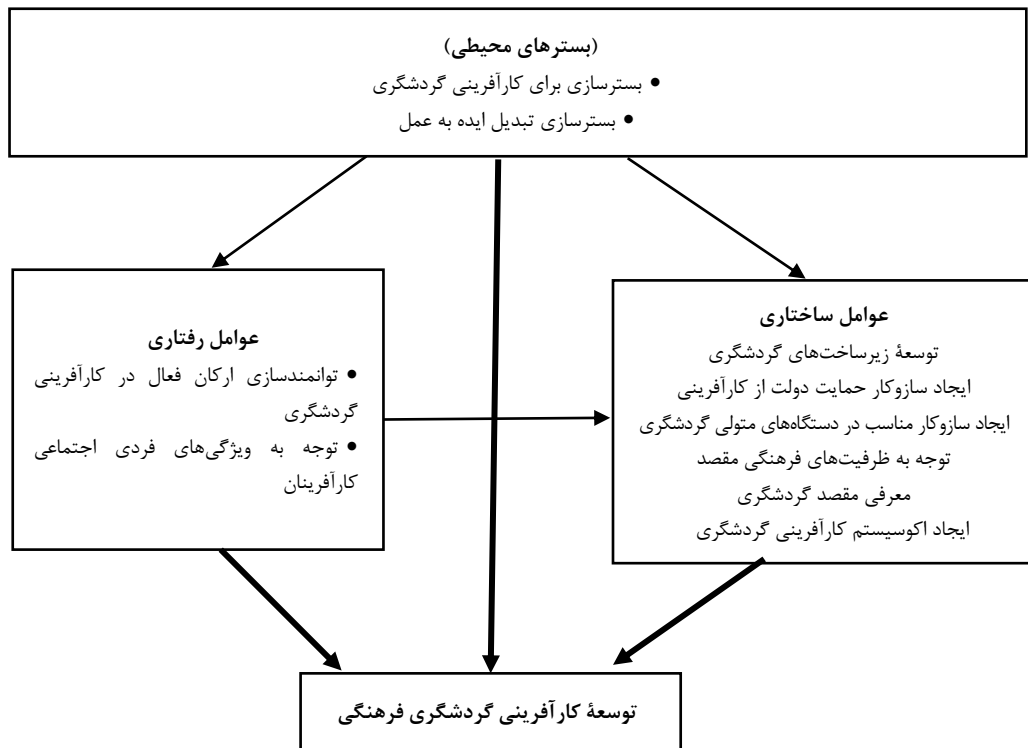 (بسترهای محیطی)
• بسترسازی برای کارآفرینی گردشگری
• بسترسازی تبدیل ایده به عمل
عوامل ساختاری
توسعۀ زیرساخت‌های گردشگری
ایجاد سازوکار حمایت دولت از کارآفرینی
ایجاد سازوکار مناسب در دستگاه‌های متولی گردشگری
توجه به ظرفیت‌های فرهنگی مقصد
معرفی مقصد گردشگری
ایجاد اکوسیستم کارآفرینی گردشگری
عوامل رفتاری
• توانمندسازی ارکان فعال در کارآفرینی
گردشگری
• توجه به ویژگی‌های فردی اجتماعی
کارآفرینان
توسعۀ کارآفرینی گردشگری فرهنگی